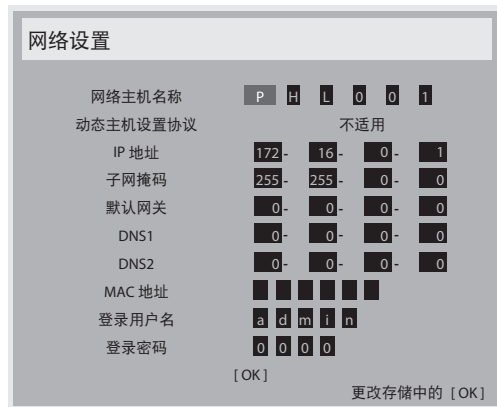 网络设置
网络主机名称 P H L 0 0 1
动态主机设置协议 不适用
IP 地址 172 - 16 - 0 - 1
子网掩码 255 - 255 - 0 - 0
默认网关 0 - 0 - 0 - 0
DNS1 0 - 0 - 0 - 0
DNS2 0 - 0 - 0 - 0
MAC 地址
登录用户名 a d m i n
登录密码 0 0 0 0
[ OK ]
更改存储中的 [ OK ]